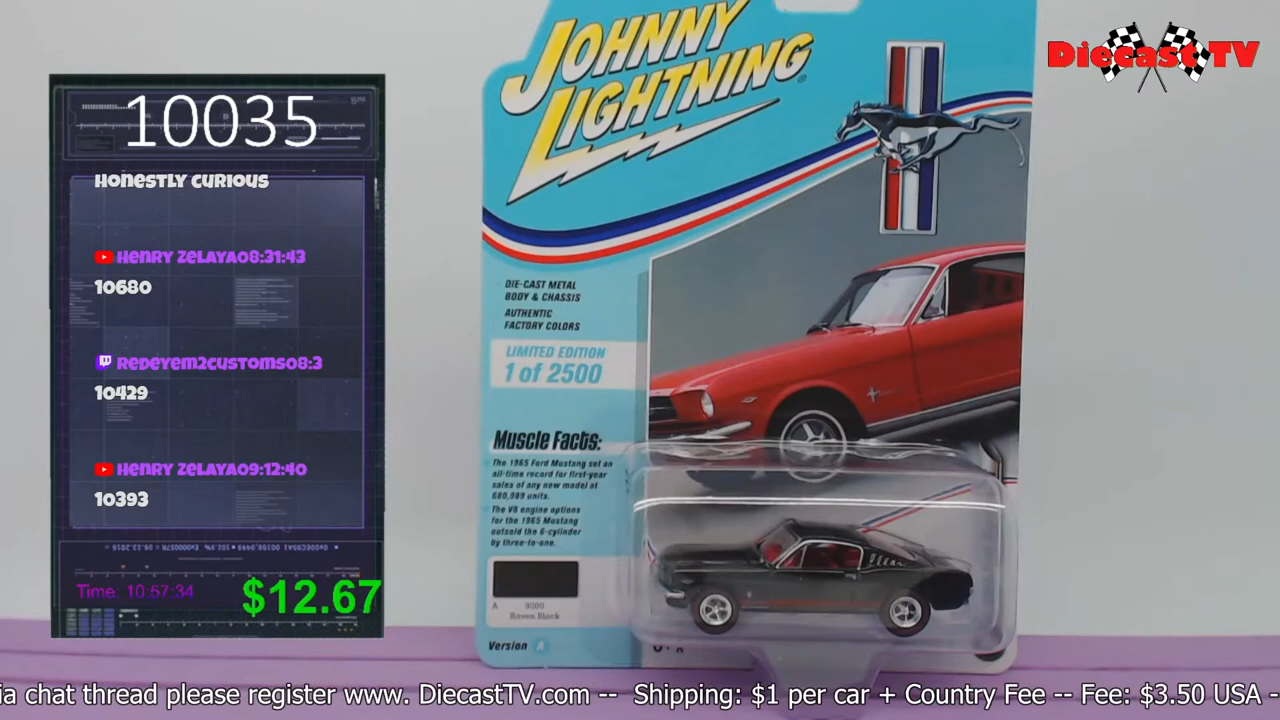 Diecast TV
10035
Honestly Curious
Henry Zelaya08:31:43
10680
RedEyeM2Customs08:3
10429
Henry Zelaya09:12:40
10393
Time: 10:57:34
$12.67
JOHNNY
LIGHTNING
DIE-CAST METAL
BODY & CHASSIS
AUTHENTIC
FACTORY COLORS
LIMITED EDITION
1 of 2500
Muscle Facts:
The 1965 Ford Mustang set an
all-time record for first-year
sales of any new model at
680,989 units.
The V8 engine options
for the 1965 Mustang
outsold the 6-cylinder
by three-to-one.
A 9000
Raven Black
Version A
ia chat thread please register www. DiecastTV.com -- Shipping: $1 per car + Country Fee -- Fee: $3.50 USA -